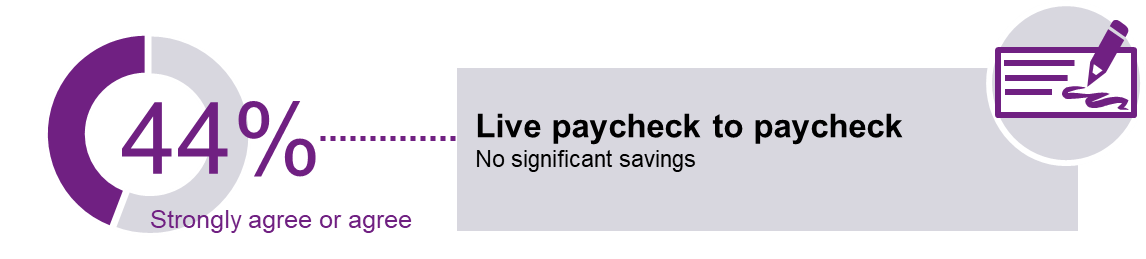 44%
Strongly agree or agree
Live paycheck to paycheck
No significant savings